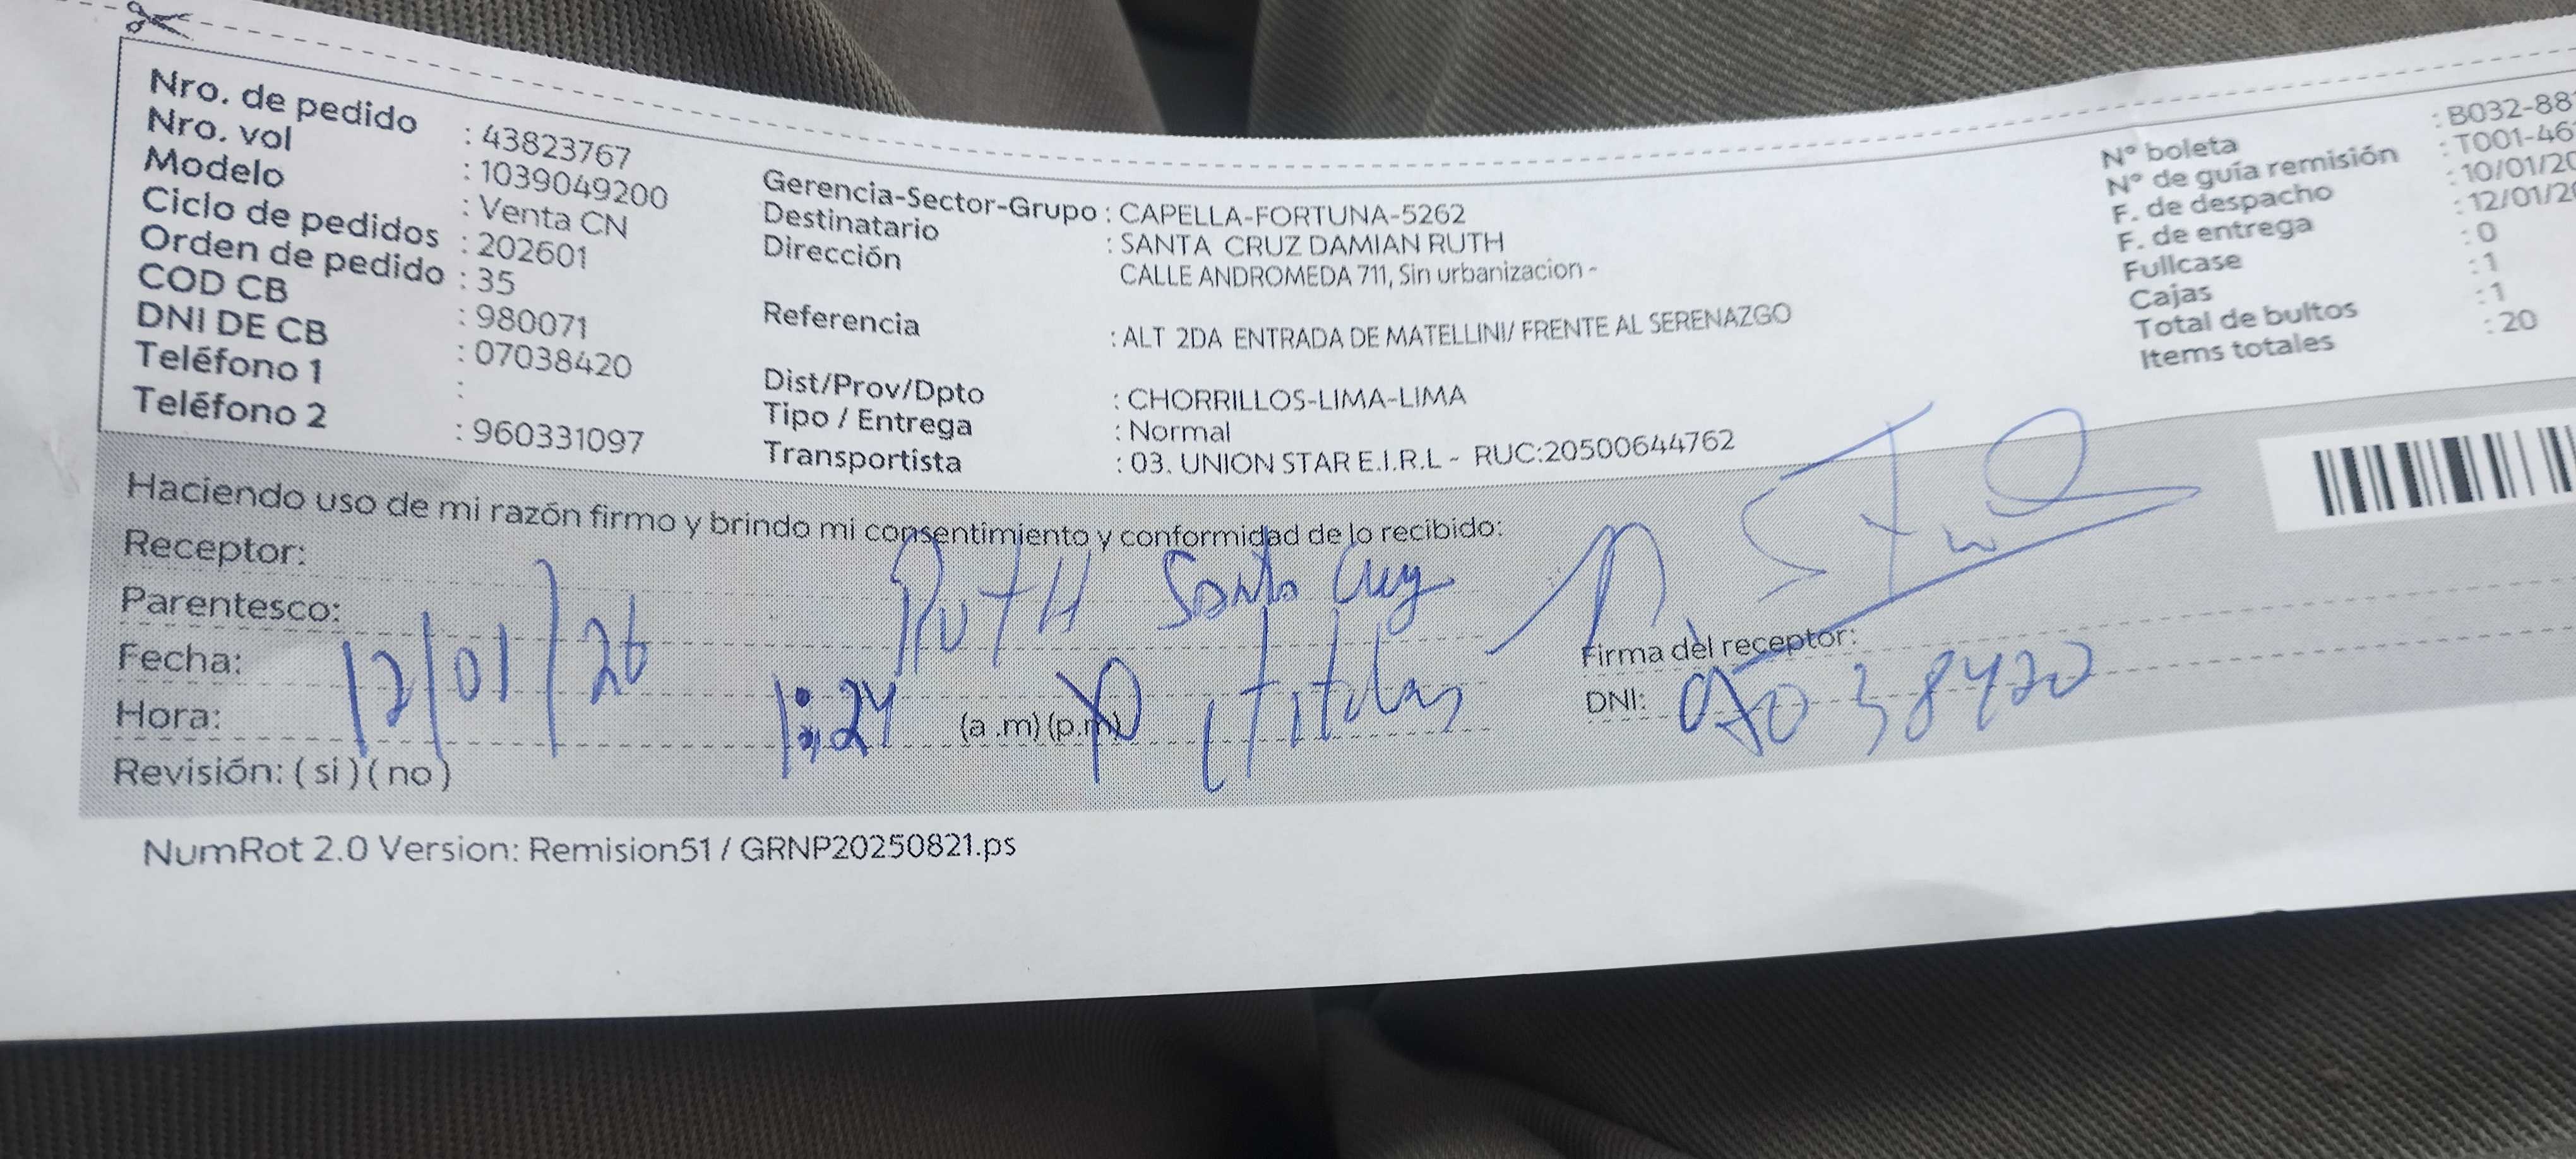 Nro. de pedido : 43823767
Nro. vol : 1039049200
Modelo : Venta CN
Ciclo de pedidos : 202601
Orden de pedido : 35
COD CB : 980071
DNI DE CB : 07038420
Teléfono 1 :
Teléfono 2 : 960331097
Gerencia-Sector-Grupo : CAPELLA-FORTUNA-5262
Destinatario : SANTA CRUZ DAMIAN RUTH
Dirección CALLE ANDROMEDA 711, Sin urbanizacion -
Referencia : ALT 2DA ENTRADA DE MATELLINI/ FRENTE AL SERENAZGO
Dist/Prov/Dpto : CHORRILLOS-LIMA-LIMA
Tipo / Entrega : Normal
Transportista : 03. UNION STAR E.I.R.L - RUC:20500644762
N° boleta : B032-88
N° de guía remisión : T001-46
F. de despacho : 10/01/20
F. de entrega : 12/01/20
Fullcase : 0
Cajas : 1
Total de bultos : 1
Items totales : 20
Haciendo uso de mi razón firmo y brindo mi consentimiento y conformidad de lo recibido:
Receptor: RUTH Santa Cruz
Parentesco:
Fecha: 12/01/26
Hora: 1:24 (a .m) (p.m)
Revisión: ( si ) ( no )
Firma del receptor:
DNI: 07038420
NumRot 2.0 Version: Remision51 / GRNP20250821.ps